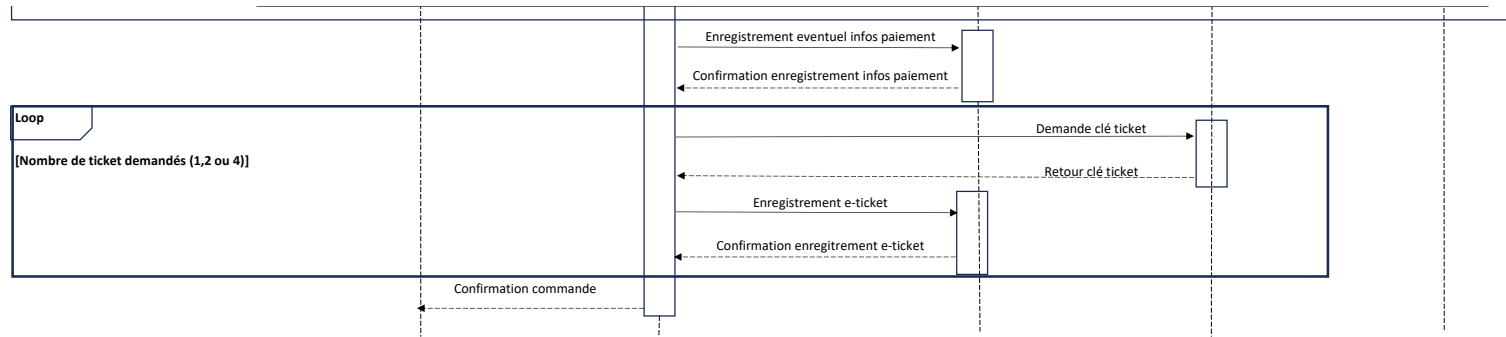 Enregistrement eventuel infos paiement
Confirmation enregistrement infos paiement
Loop
Demande clé ticket
[Nombre de ticket demandés (1,2 ou 4)]
Retour clé ticket
Enregistrement e-ticket
Confirmation enregitrement e-ticket
Confirmation commande